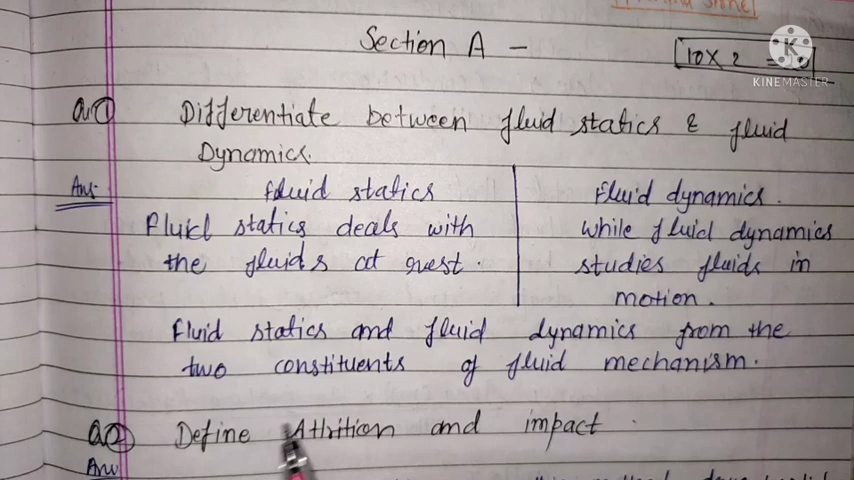 Section A -
10 x 2 =
KINEMASTER
Q.1 Differentiate between fluid statics & fluid
Dynamics.
Ans. Fluid statics
Fluid dynamics.
Fluid statics deals with
the fluids at rest.
While fluid dynamics
studies fluids in
motion.
Fluid statics and fluid dynamics from the
two constituents of fluid mechanism.
Q.2 Define Attrition and impact.
Ans